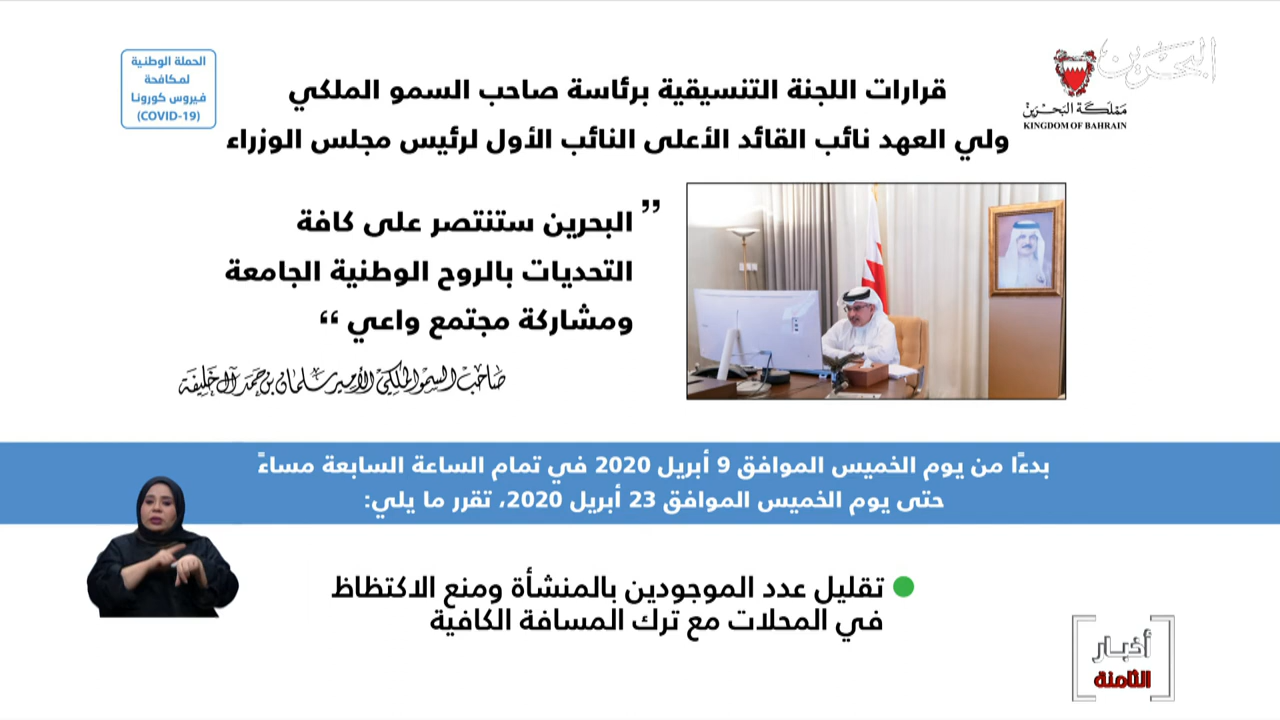 الحملة الوطنية
لمكافحة
فيروس كورونا
(COVID-19)
البحرين
مملكة البحرين
KINGDOM OF BAHRAIN
قرارات اللجنة التنسيقية برئاسة صاحب السمو الملكي
ولي العهد نائب القائد الأعلى النائب الأول لرئيس مجلس الوزراء
” البحرين ستنتصر على كافة
التحديات بالروح الوطنية الجامعة
ومشاركة مجتمع واعي “
صاحب السمو الملكي الأمير سلمان بن حمد آل خليفة
بدءًا من يوم الخميس الموافق 9 أبريل 2020 في تمام الساعة السابعة مساءً
حتى يوم الخميس الموافق 23 أبريل 2020، تقرر ما يلي:
تقليل عدد الموجودين بالمنشأة ومنع الاكتظاظ
في المحلات مع ترك المسافة الكافية
أخبار
الثامنة